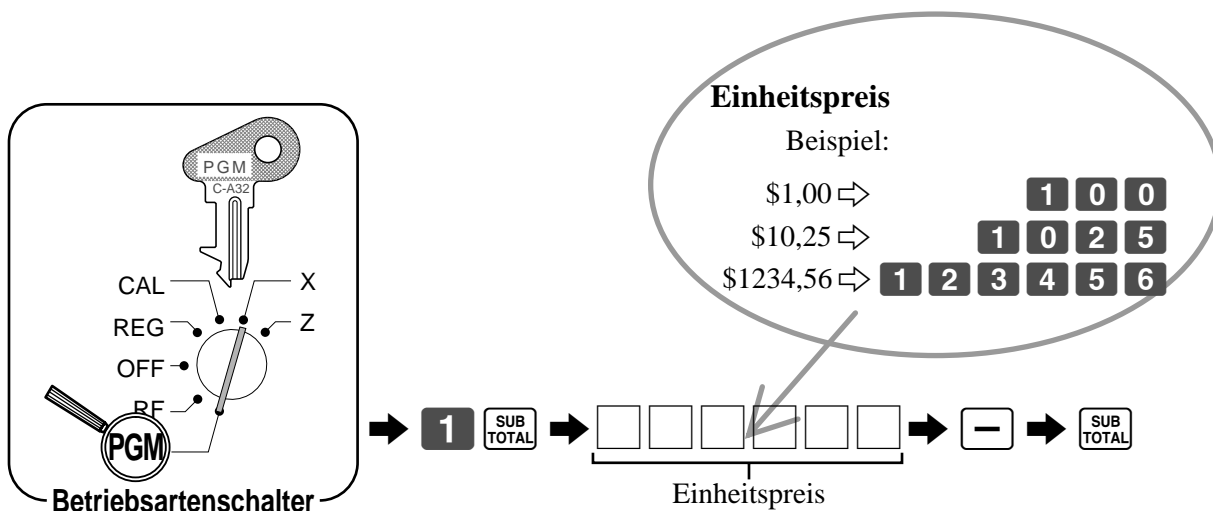 Einheitspreis
Beispiel:
$1,00 ⇨ 1 0 0
$10,25 ⇨ 1 0 2 5
$1234,56 ⇨ 1 2 3 4 5 6
PGM
C-A32
CAL X
REG Z
OFF
RF
PGM
1 SUB TOTAL − SUB TOTAL
Einheitspreis
Betriebsartenschalter